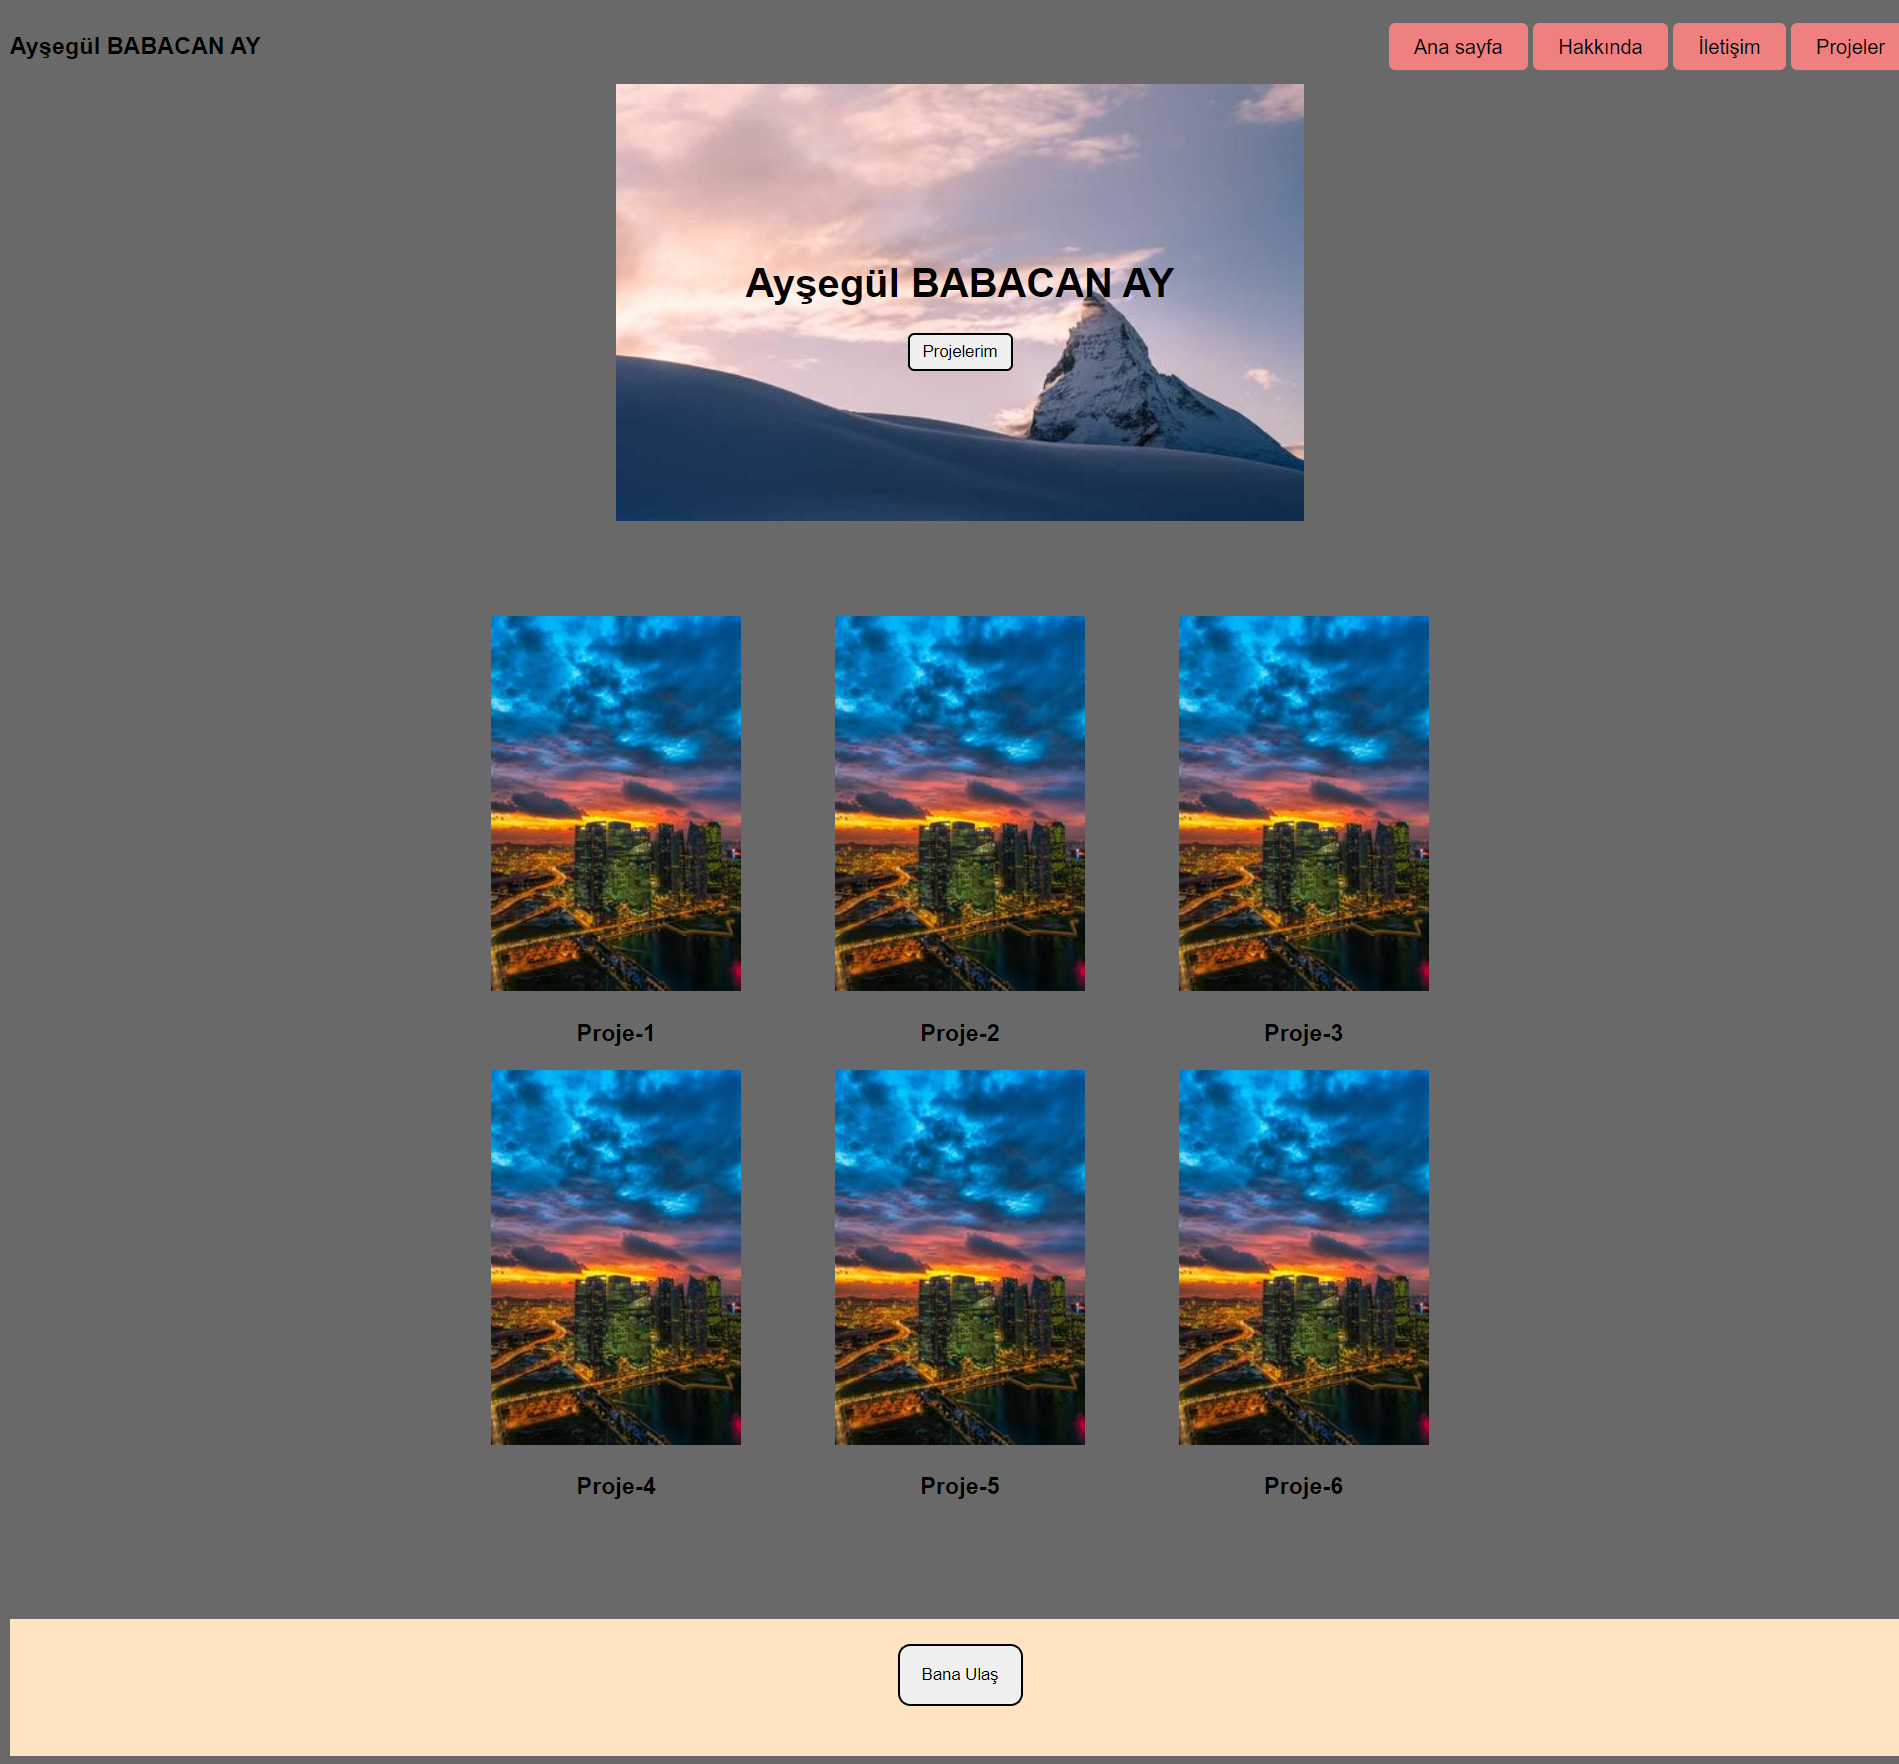 Ayşegül BABACAN AY
Ana sayfa Hakkında İletişim Projeler
Ayşegül BABACAN AY
Projelerim
Proje-1 Proje-2 Proje-3
Proje-4 Proje-5 Proje-6
Bana Ulaş